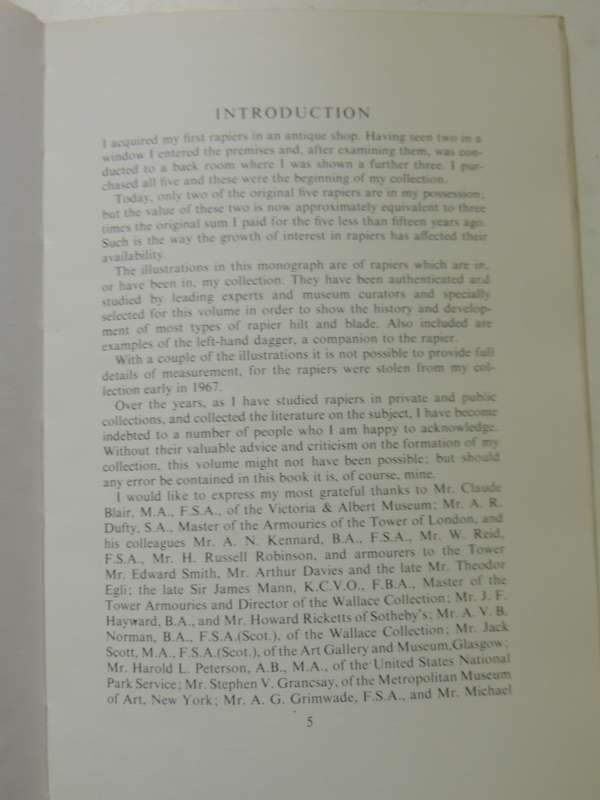 INTRODUCTION
I acquired my first rapiers in an antique shop. Having seen two in a
window I entered the premises and, after examining them, was con-
ducted to a back room where I was shown a further three. I pur-
chased all five and these were the beginning of my collection.
Today, only two of the original five rapiers are in my possession,
but the value of these two is now approximately equivalent to three
times the original sum I paid for the five less than fifteen years ago.
Such is the way the growth of interest in rapiers has affected their
availability.
The illustrations in this monograph are of rapiers which are in,
or have been in, my collection. They have been authenticated and
studied by leading experts and museum curators and specially
selected for this volume in order to show the history and develop-
ment of most types of rapier hilt and blade. Also included are
examples of the left-hand dagger, a companion to the rapier.
With a couple of the illustrations it is not possible to provide full
details of measurement, for the rapiers were stolen from my col-
lection early in 1967.
Over the years, as I have studied rapiers in private and public
collections, and collected the literature on the subject, I have become
indebted to a number of people who I am happy to acknowledge.
Without their valuable advice and criticism on the formation of my
collection, this volume might not have been possible; but should
any error be contained in this book it is, of course, mine.
I would like to express my most grateful thanks to Mr. Claude
Blair, M.A., F.S.A., of the Victoria & Albert Museum; Mr. A. R.
Dufty, S.A., Master of the Armouries of the Tower of London, and
his colleagues Mr. A. N. Kennard, B.A., F.S.A., Mr. W. Reid,
F.S.A., Mr. H. Russell Robinson, and armourers to the Tower
Mr. Edward Smith, Mr. Arthur Davies and the late Mr. Theodor
Egli; the late Sir James Mann, K.C.V.O., F.B.A., Master of the
Tower Armouries and Director of the Wallace Collection; Mr. J. F.
Hayward, B.A., and Mr. Howard Ricketts of Sotheby's; Mr. A. V. B.
Norman, B.A., F.S.A.(Scot.), of the Wallace Collection; Mr. Jack
Scott, M.A., F.S.A.(Scot.), of the Art Gallery and Museum, Glasgow;
Mr. Harold L. Peterson, A.B., M.A., of the United States National
Park Service; Mr. Stephen V. Grancsay, of the Metropolitan Museum
of Art, New York; Mr. A. G. Grimwade, F.S.A., and Mr. Michael
5